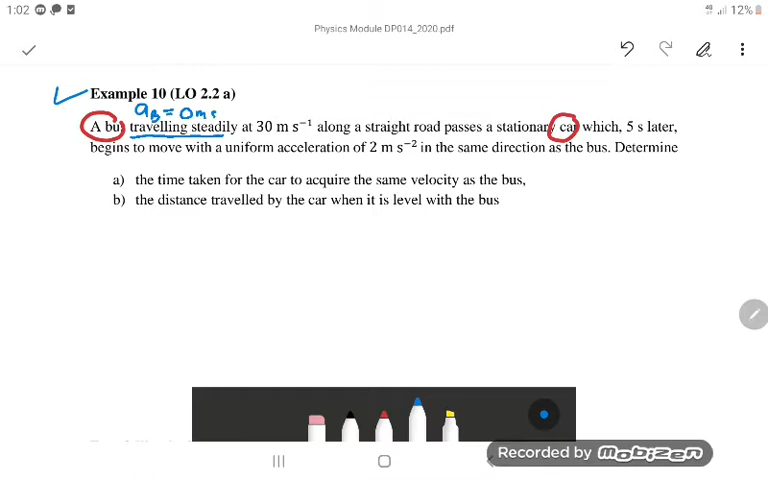 1:02
12%
Physics Module DP014_2020.pdf
Example 10 (LO 2.2 a)
a_B = 0 m s
A bus travelling steadily at 30 m s⁻¹ along a straight road passes a stationary car which, 5 s later,
begins to move with a uniform acceleration of 2 m s⁻² in the same direction as the bus. Determine
a) the time taken for the car to acquire the same velocity as the bus,
b) the distance travelled by the car when it is level with the bus
Recorded by mobizen